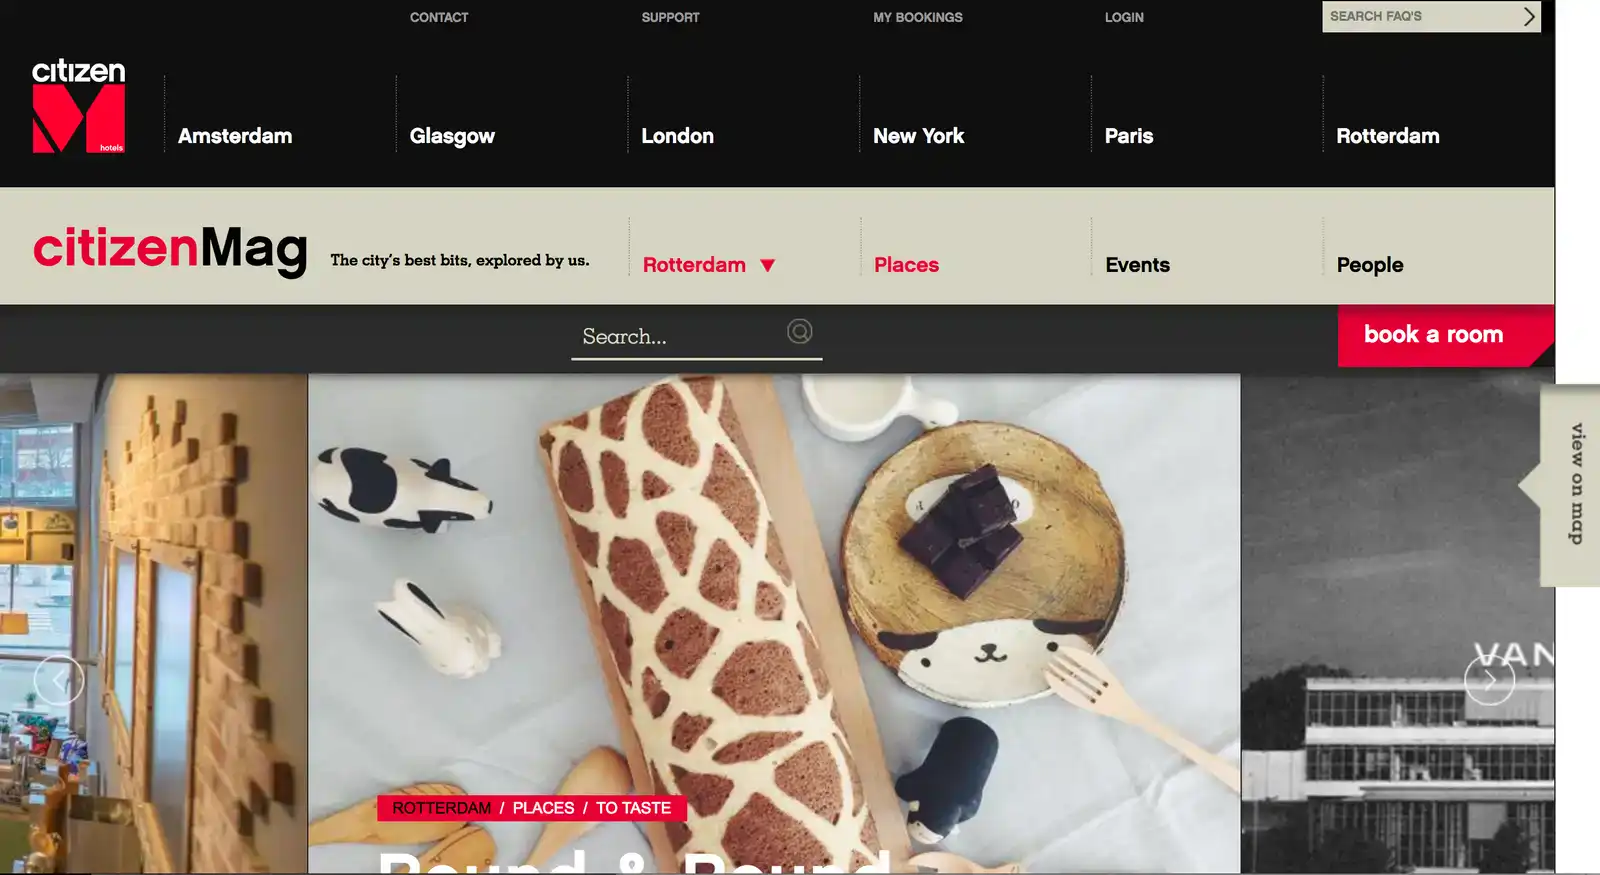 CONTACT
SUPPORT
MY BOOKINGS
LOGIN
SEARCH FAQ'S
citizen
M
hotels
Amsterdam
Glasgow
London
New York
Paris
Rotterdam
citizenMag
The city's best bits, explored by us.
Rotterdam ▼
Places
Events
People
Search...
book a room
view on map
VAN
ROTTERDAM / PLACES / TO TASTE
Round & Round